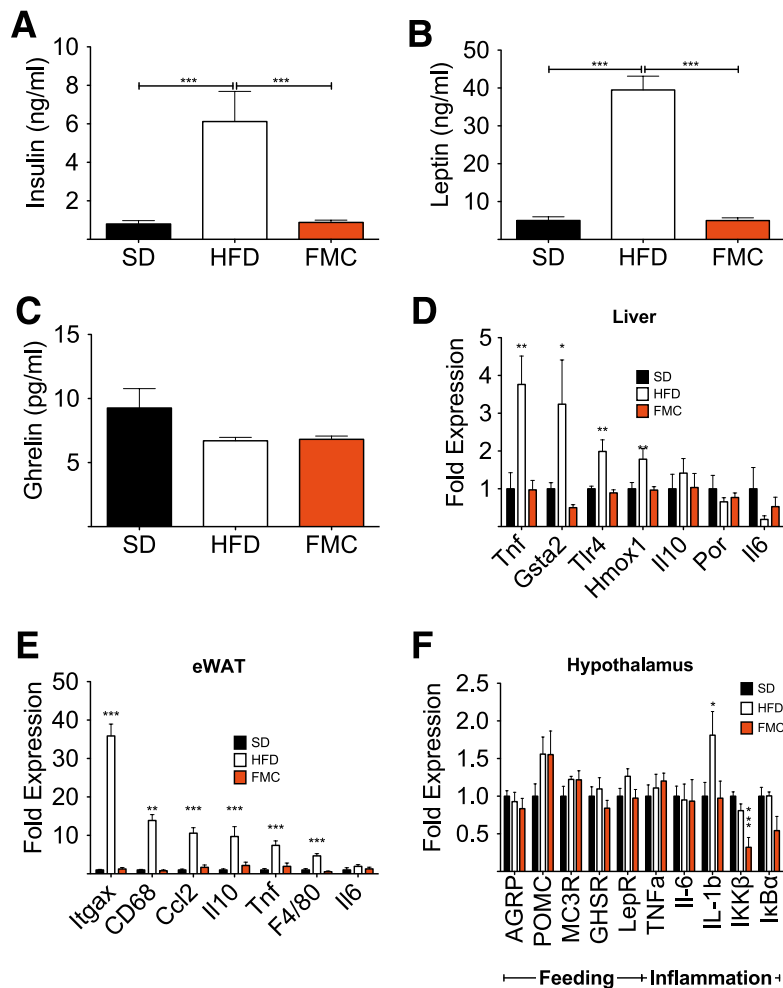 A
Insulin (ng/ml)
10
8
6
4
2
*** ***
SD HFD FMC
B
Leptin (ng/ml)
50
40
30
20
10
*** ***
SD HFD FMC
C
Ghrelin (pg/ml)
15
10
5
SD HFD FMC
D
Liver
Fold Expression
5
4
3
2
1
** * ** **
SD
HFD
FMC
Tnf Gsta2 Tlr4 Hmox1 Il10 Por Il6
E
eWAT
Fold Expression
50
40
30
20
10
*** ** *** *** *** ***
SD
HFD
FMC
Itgax CD68 Ccl2 Il10 Tnf F4/80 Il6
F
Hypothalamus
Fold Expression
2.5
2.0
1.5
1.0
0.5
* ***
SD
HFD
FMC
AGRP POMC MC3R GHSR LepR TNFa Il-6 IL-1b IKKβ IκBα
Feeding Inflammation